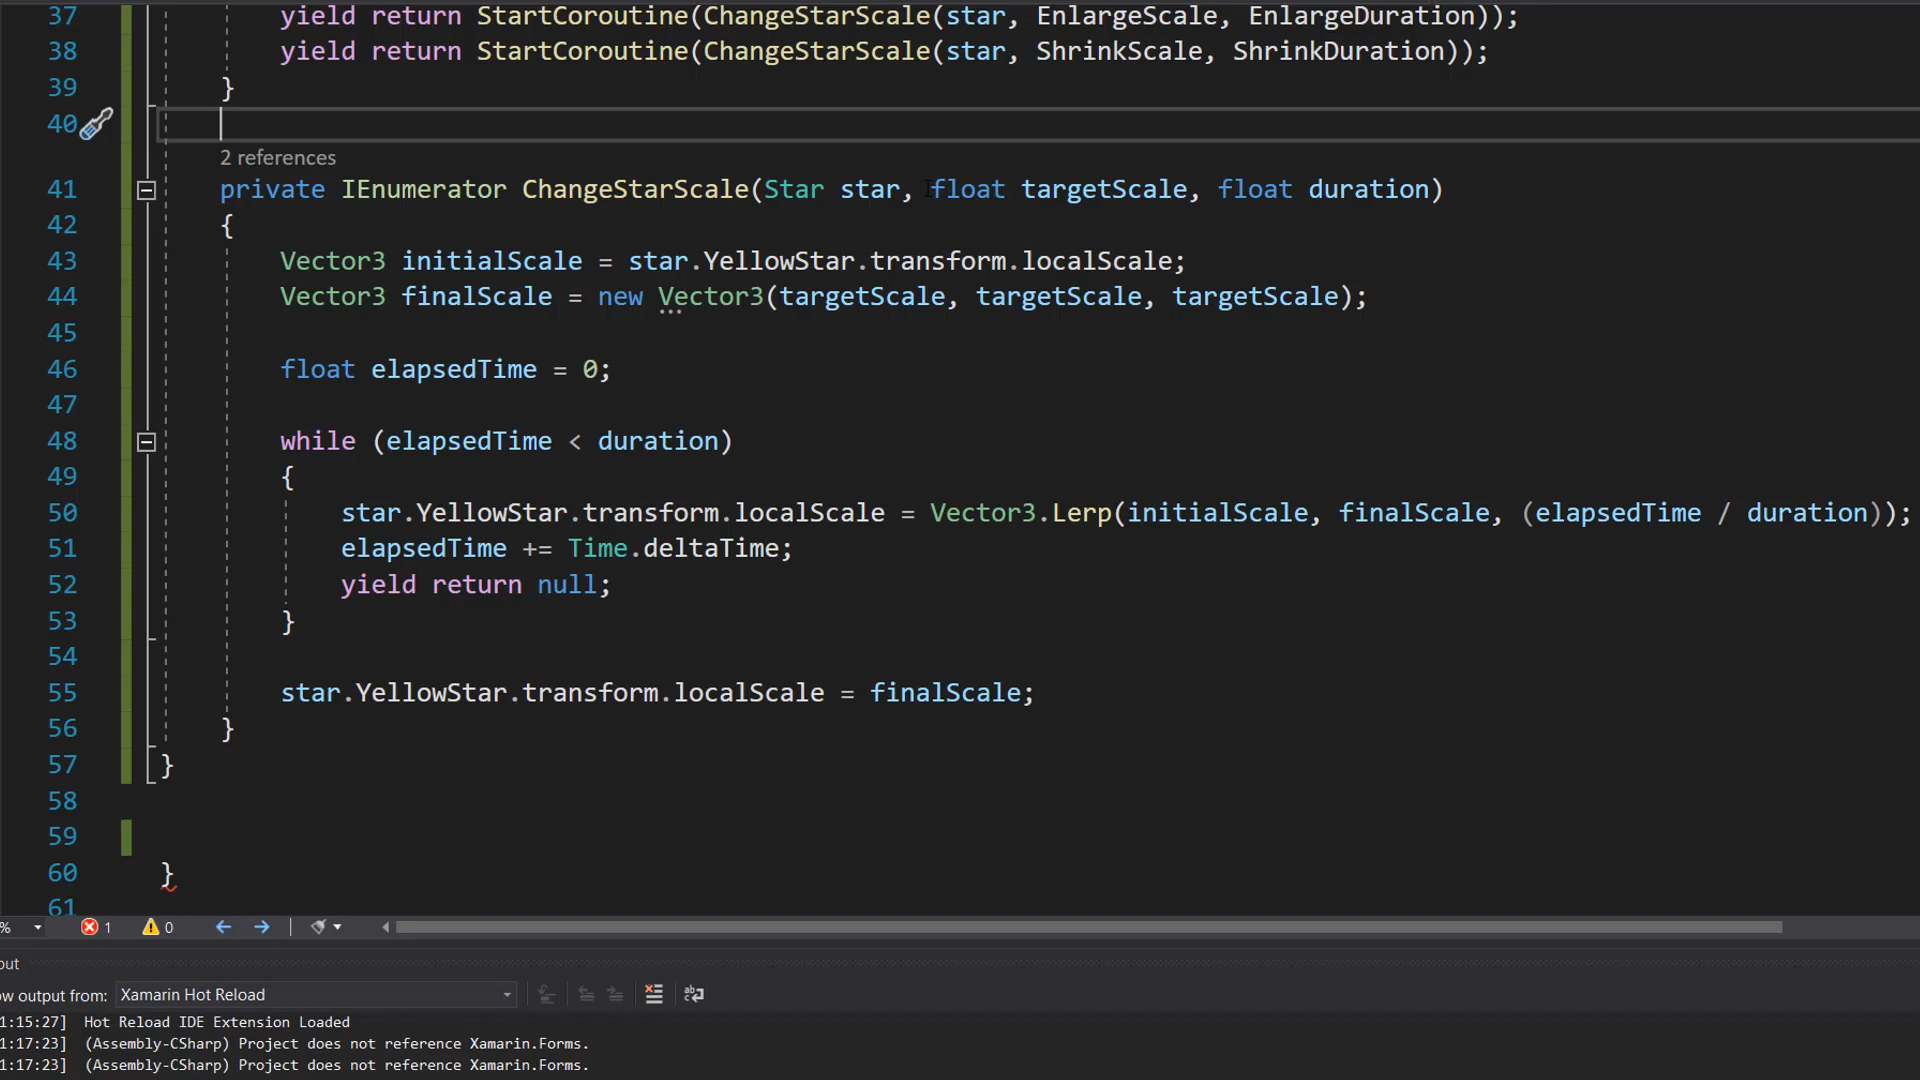 37 yield return StartCoroutine(ChangeStarScale(star, EnlargeScale, EnlargeDuration));
38 yield return StartCoroutine(ChangeStarScale(star, ShrinkScale, ShrinkDuration));
39 }
40
2 references
41 private IEnumerator ChangeStarScale(Star star, float targetScale, float duration)
42 {
43 Vector3 initialScale = star.YellowStar.transform.localScale;
44 Vector3 finalScale = new Vector3(targetScale, targetScale, targetScale);
45
46 float elapsedTime = 0;
47
48 while (elapsedTime < duration)
49 {
50 star.YellowStar.transform.localScale = Vector3.Lerp(initialScale, finalScale, (elapsedTime / duration));
51 elapsedTime += Time.deltaTime;
52 yield return null;
53 }
54
55 star.YellowStar.transform.localScale = finalScale;
56 }
57 }
58
59
60 }
61
% 1 0
put
ow output from: Xamarin Hot Reload
1:15:27] Hot Reload IDE Extension Loaded
1:17:23] (Assembly-CSharp) Project does not reference Xamarin.Forms.
1:17:23] (Assembly-CSharp) Project does not reference Xamarin.Forms.